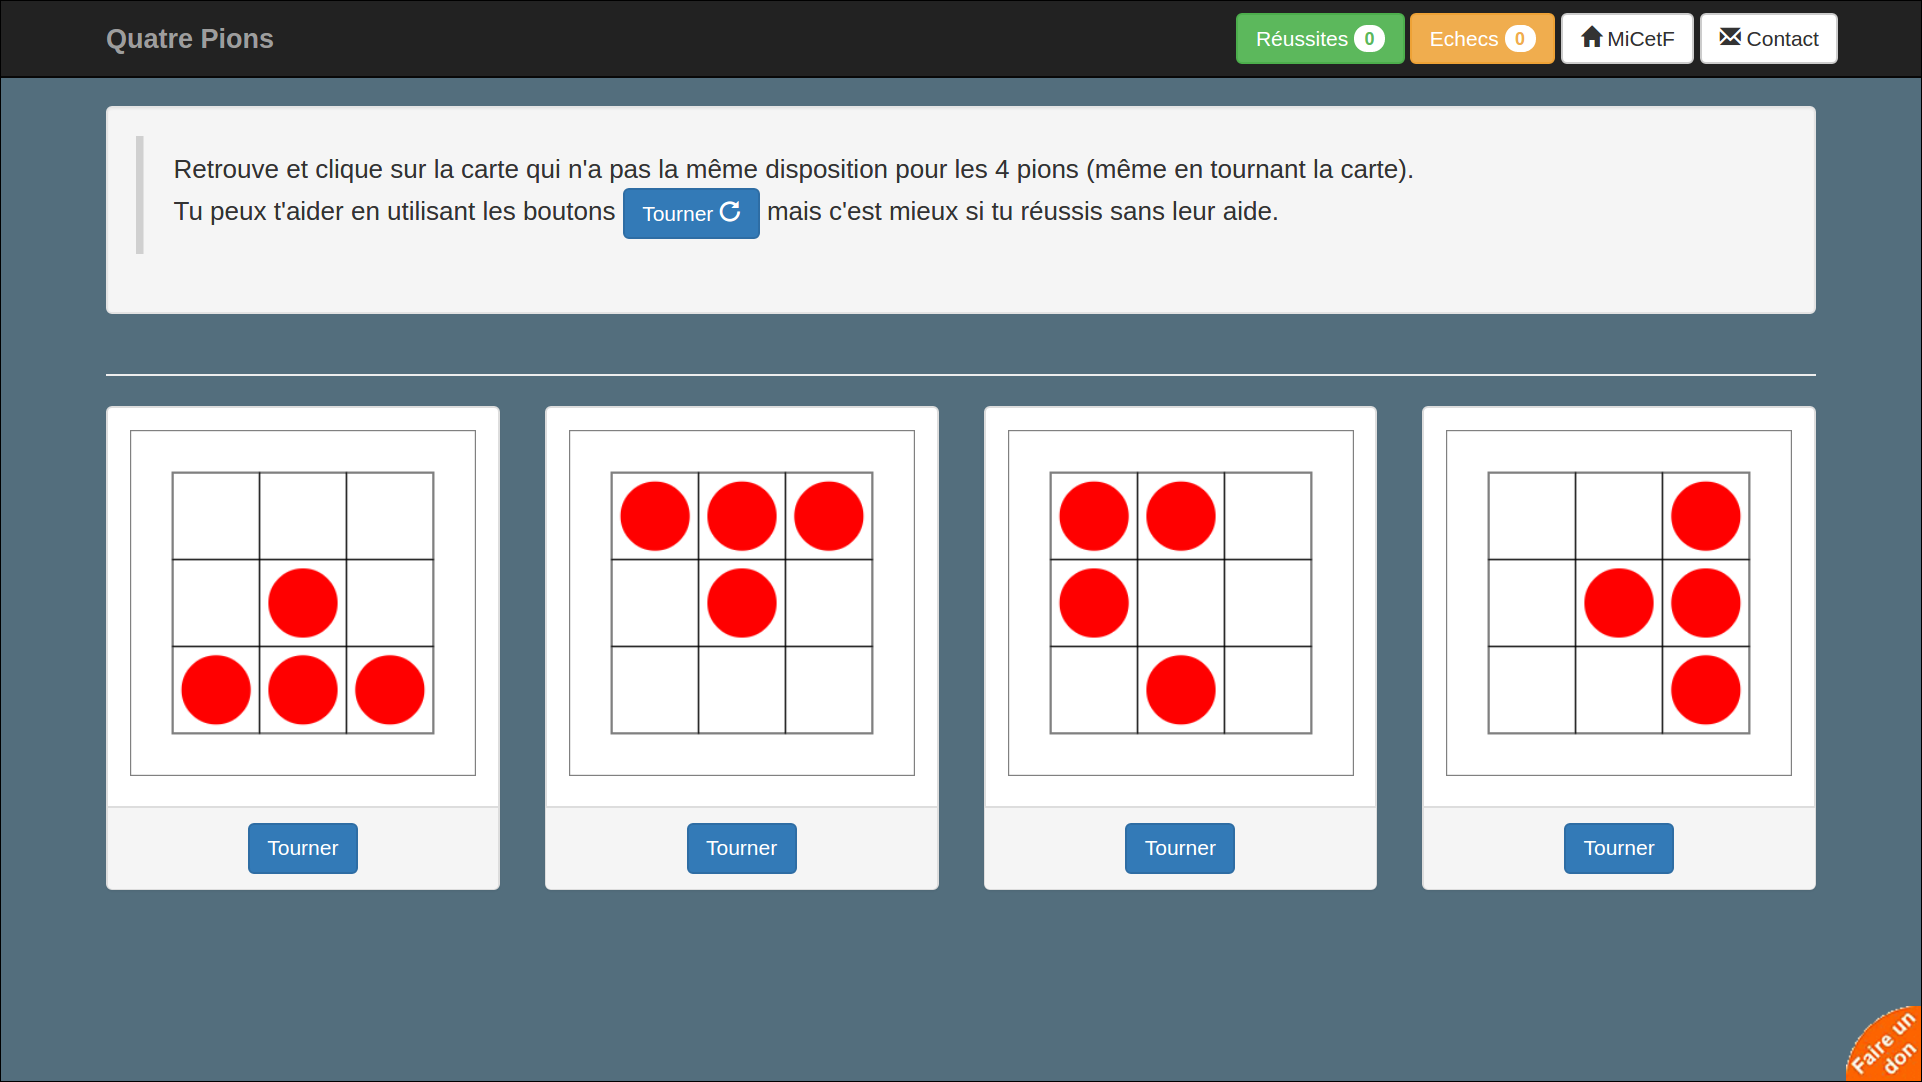 Quatre Pions
Réussites 0
Echecs 0
MiCetF
Contact
Retrouve et clique sur la carte qui n'a pas la même disposition pour les 4 pions (même en tournant la carte).
Tu peux t'aider en utilisant les boutons Tourner mais c'est mieux si tu réussis sans leur aide.
Tourner
Tourner
Tourner
Tourner
Faire un
don